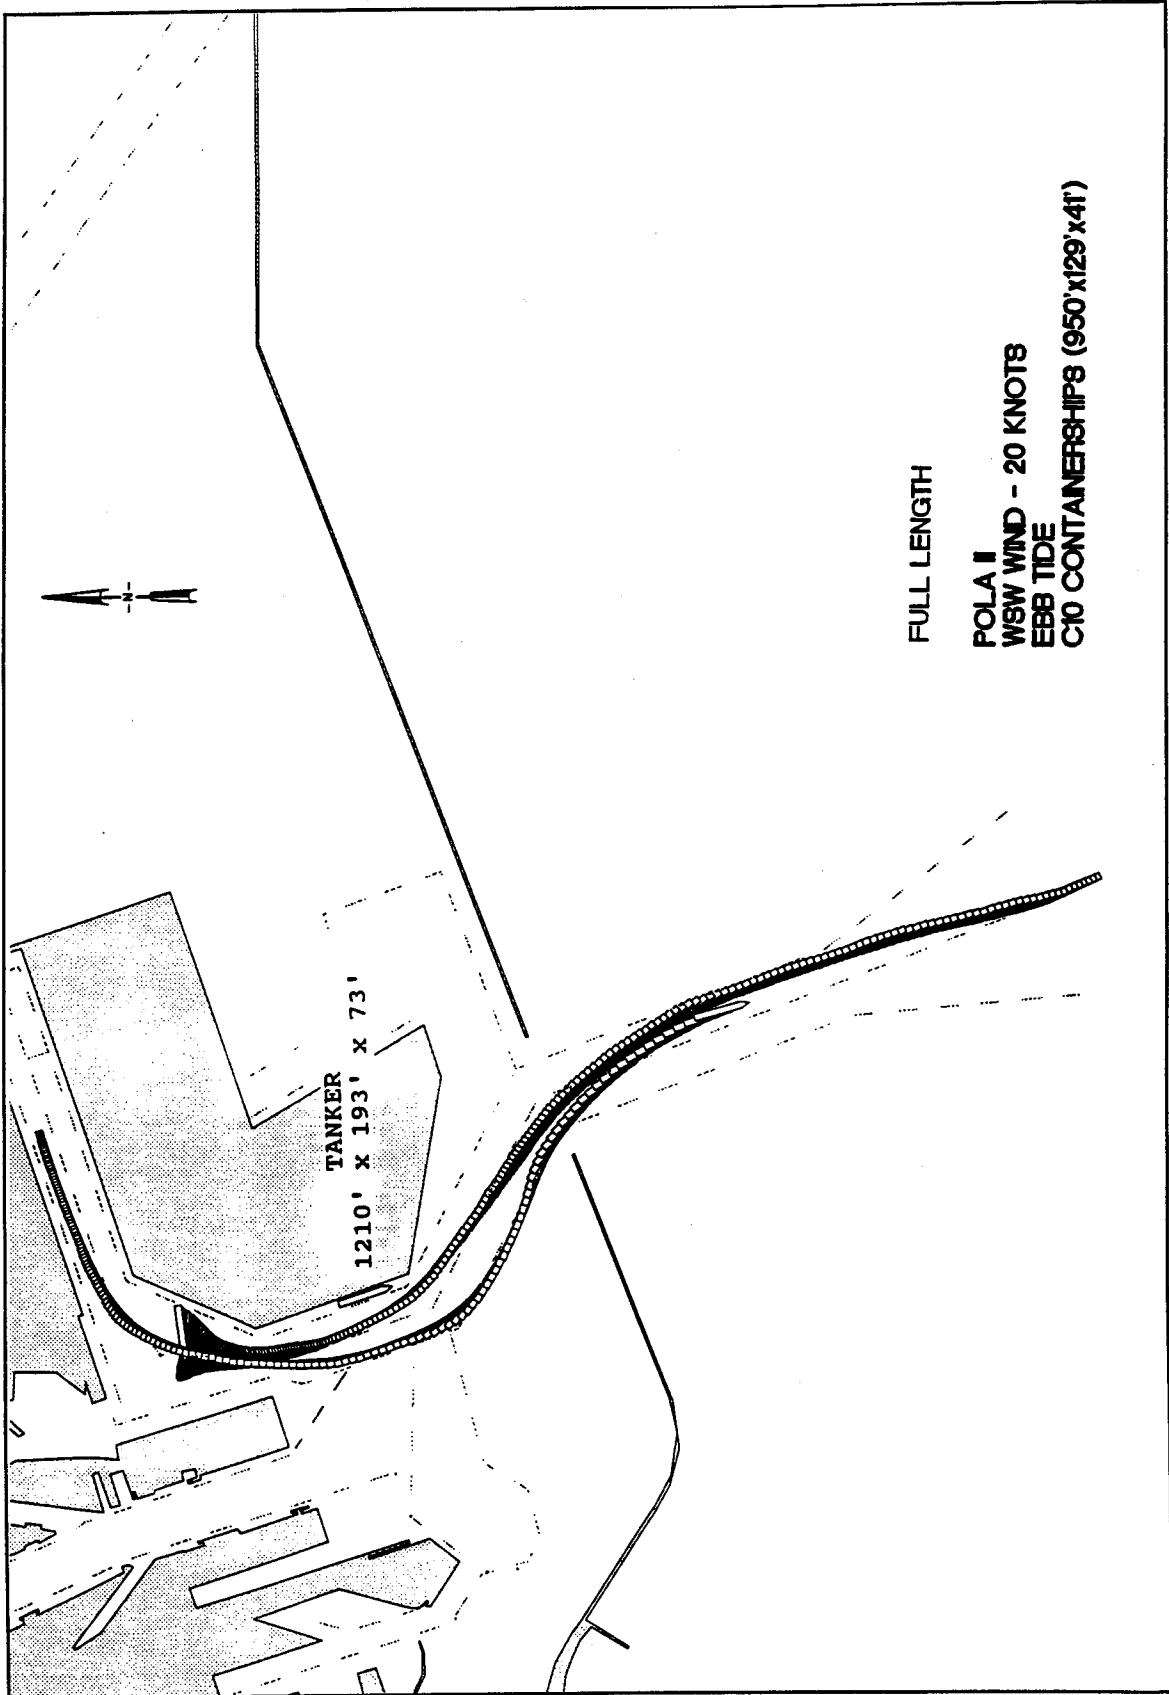 -N-
TANKER
1210' x 193' x 73'
FULL LENGTH
POLA II
WSW WIND - 20 KNOTS
EBB TIDE
C10 CONTAINERSHIPS (950'x129'x41')